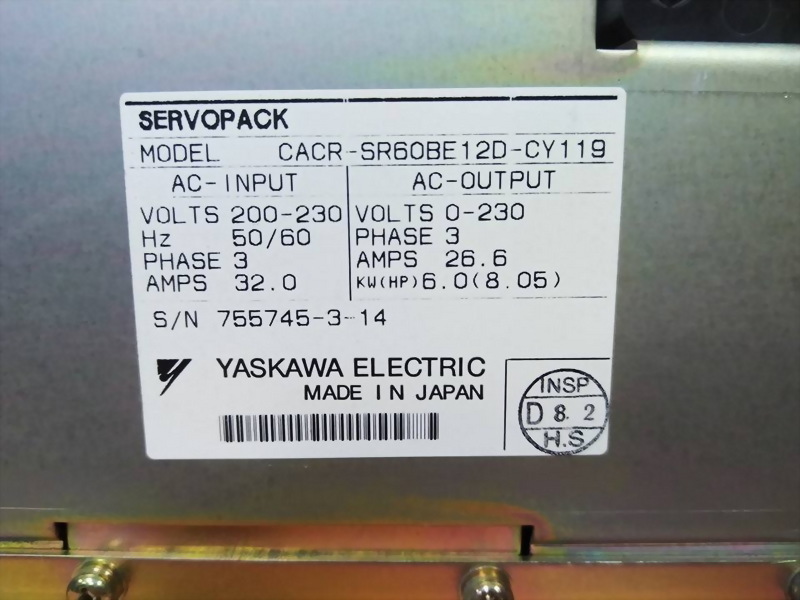 SERVOPACK
MODEL CACR-SR60BE12D-CY119
AC-INPUT
VOLTS 200-230
Hz 50/60
PHASE 3
AMPS 32.0
AC-OUTPUT
VOLTS 0-230
PHASE 3
AMPS 26.6
KW(HP)6.0(8.05)
S/N 755745-3-14
YASKAWA ELECTRIC
MADE IN JAPAN
INSP
D 8. 2
H.S